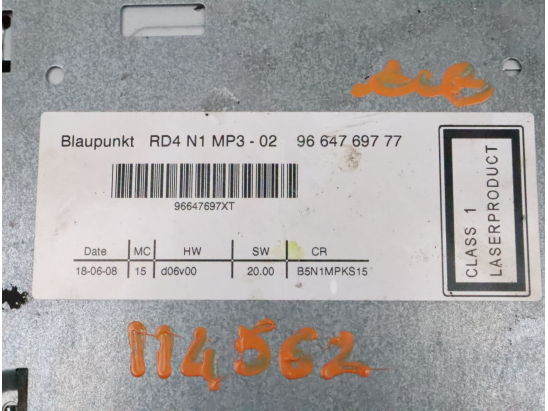 Blaupunkt RD4 N1 MP3 - 02 96 647 697 77
96647697XT
CLASS 1
LASERPRODUCT
Date MC HW SW CR
18-06-08 15 d06v00 20.00 B5N1MPKS15
114562